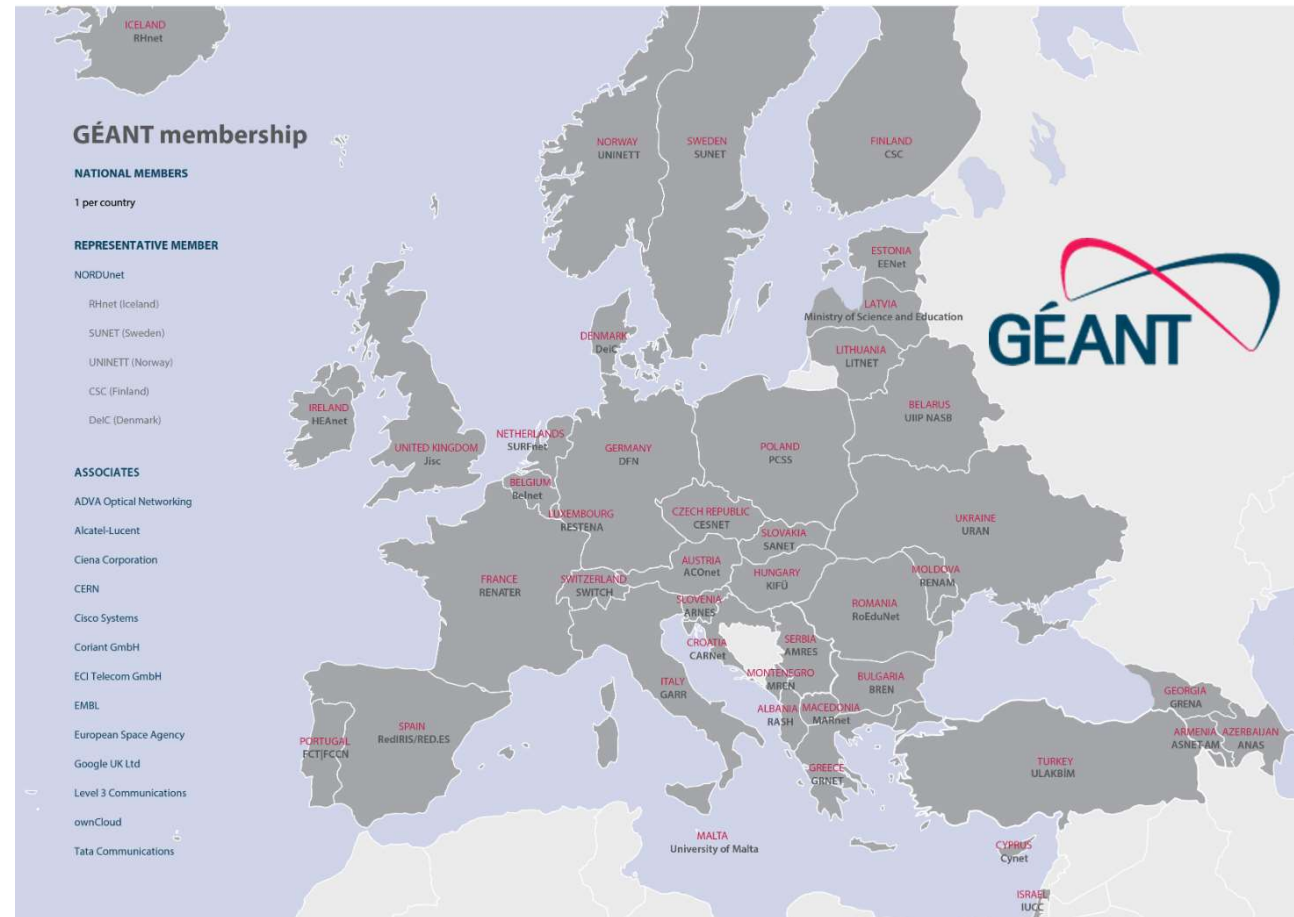 ICELAND
RHnet
GÉANT membership
NATIONAL MEMBERS
1 per country
REPRESENTATIVE MEMBER
NORDUnet
RHnet (Iceland)
SUNET (Sweden)
UNINETT (Norway)
CSC (Finland)
DeIC (Denmark)
ASSOCIATES
ADVA Optical Networking
Alcatel-Lucent
Ciena Corporation
CERN
Cisco Systems
Coriant GmbH
ECI Telecom GmbH
EMBL
European Space Agency
Google UK Ltd
Level 3 Communications
ownCloud
Tata Communications
NORWAY
UNINETT
SWEDEN
SUNET
FINLAND
CSC
ESTONIA
EENet
LATVIA
Ministry of Science and Education
LITHUANIA
LITNET
DENMARK
DeiC
BELARUS
UIIP NASB
IRELAND
HEAnet
UNITED KINGDOM
Jisc
NETHERLANDS
SURFnet
GERMANY
DFN
POLAND
PCSS
BELGIUM
Belnet
LUXEMBOURG
RESTENA
CZECH REPUBLIC
CESNET
SLOVAKIA
SANET
UKRAINE
URAN
AUSTRIA
ACOnet
HUNGARY
KIFÜ
MOLDOVA
RENAM
FRANCE
RENATER
SWITZERLAND
SWITCH
SLOVENIA
ARNES
ROMANIA
RoEduNet
CROATIA
CARNet
SERBIA
AMRES
MONTENEGRO
MREN
BULGARIA
BREN
ITALY
GARR
ALBANIA
RASH
MACEDONIA
MARnet
GEORGIA
GRENA
ARMENIA
ASNET-AM
AZERBAIJAN
ANAS
PORTUGAL
FCT|FCCN
SPAIN
RedIRIS/RED.ES
GREECE
GRNET
TURKEY
ULAKBİM
MALTA
University of Malta
CYPRUS
Cynet
ISRAEL
IUCC
GÉANT